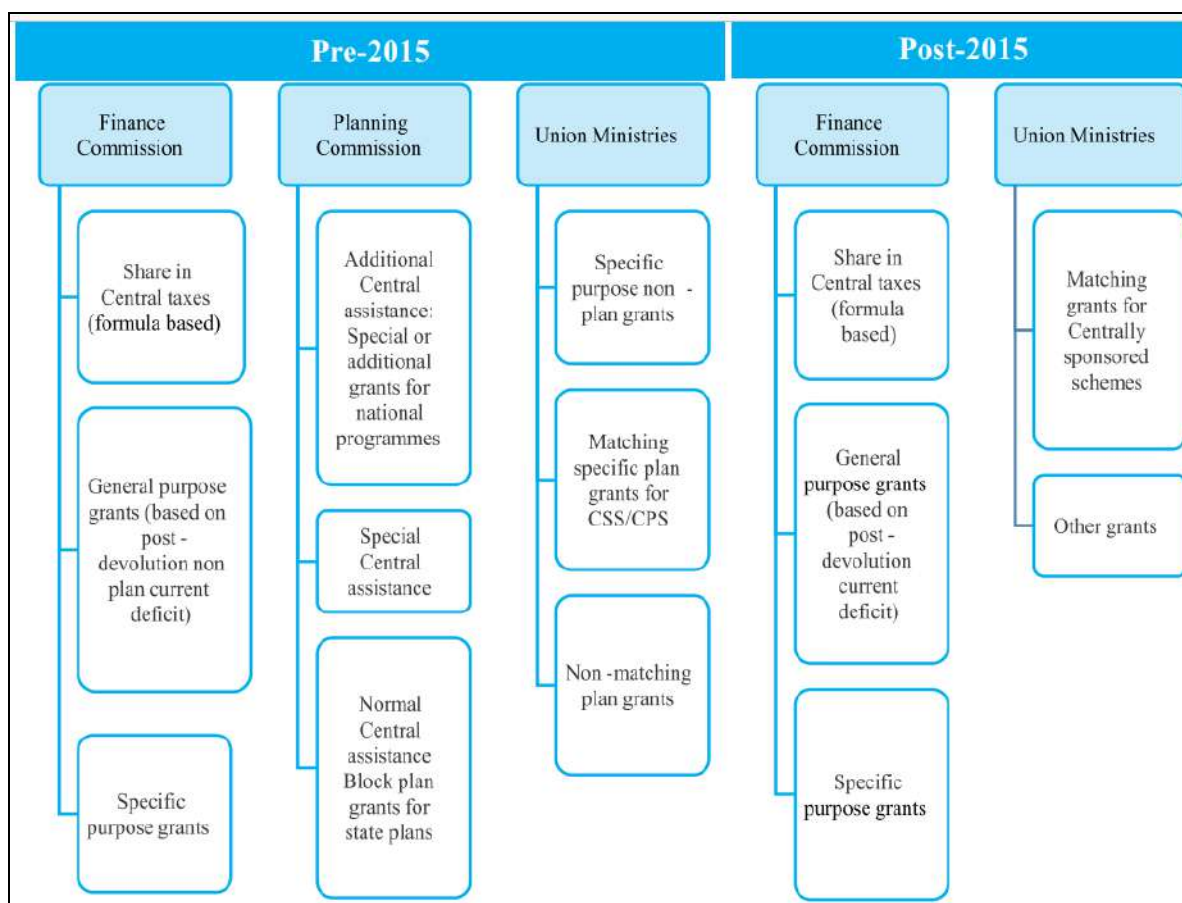 Pre-2015
Post-2015
Finance
Commission
Share in
Central taxes
(formula based)
General purpose
grants (based on
post -
devolution non
plan current
deficit)
Specific
purpose grants
Planning
Commission
Additional
Central
assistance:
Special or
additional
grants for
national
programmes
Special
Central
assistance
Normal
Central
assistance
Block plan
grants for
state plans
Union Ministries
Specific
purpose non -
plan grants
Matching
specific plan
grants for
CSS/CPS
Non -matching
plan grants
Finance
Commission
Share in
Central taxes
(formula
based)
General
purpose grants
(based on
post -
devolution
current
deficit)
Specific
purpose grants
Union Ministries
Matching
grants for
Centrally
sponsored
schemes
Other grants